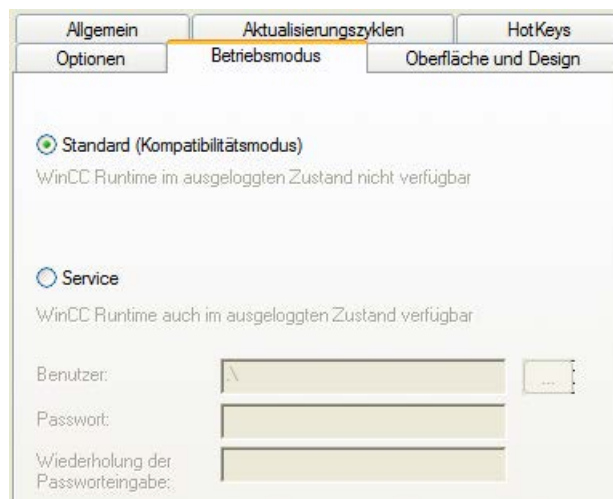 Allgemein Aktualisierungszyklen HotKeys
Optionen Betriebsmodus Oberfläche und Design
Standard (Kompatibilitätsmodus)
WinCC Runtime im ausgeloggten Zustand nicht verfügbar
Service
WinCC Runtime auch im ausgeloggten Zustand verfügbar
Benutzer: .\ ...
Passwort:
Wiederholung der
Passworteingabe: